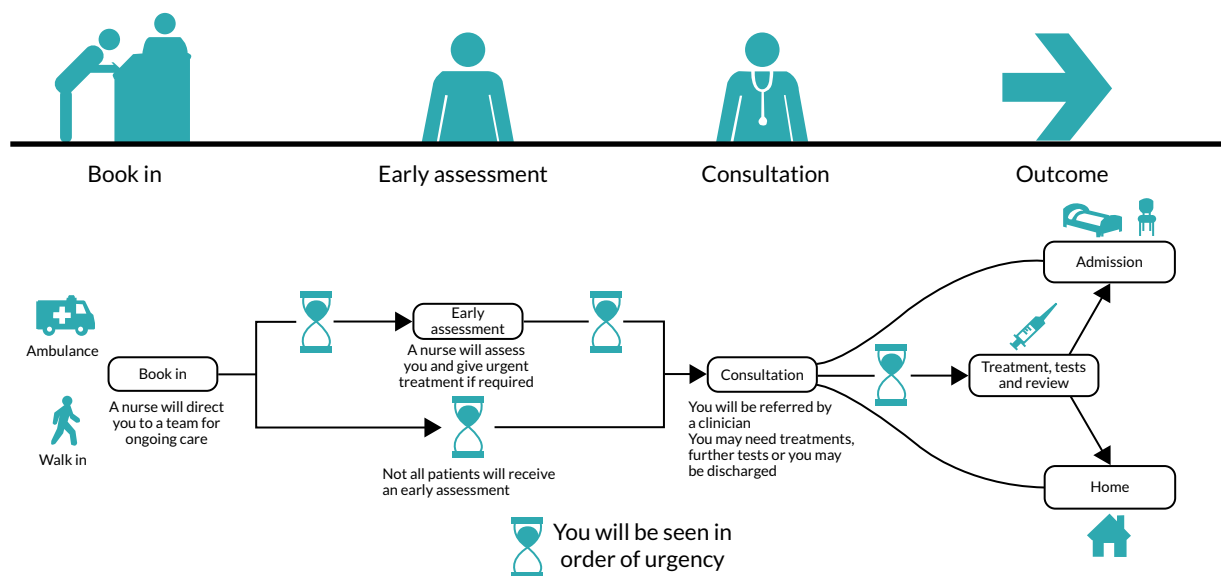 Book in
Early assessment
Consultation
Outcome
Ambulance
Walk in
Book in
A nurse will direct
you to a team for
ongoing care
Early
assessment
A nurse will assess
you and give urgent
treatment if required
Not all patients will receive
an early assessment
Consultation
You will be referred by
a clinician
You may need treatments,
further tests or you may
be discharged
Admission
Treatment, tests
and review
Home
You will be seen in
order of urgency